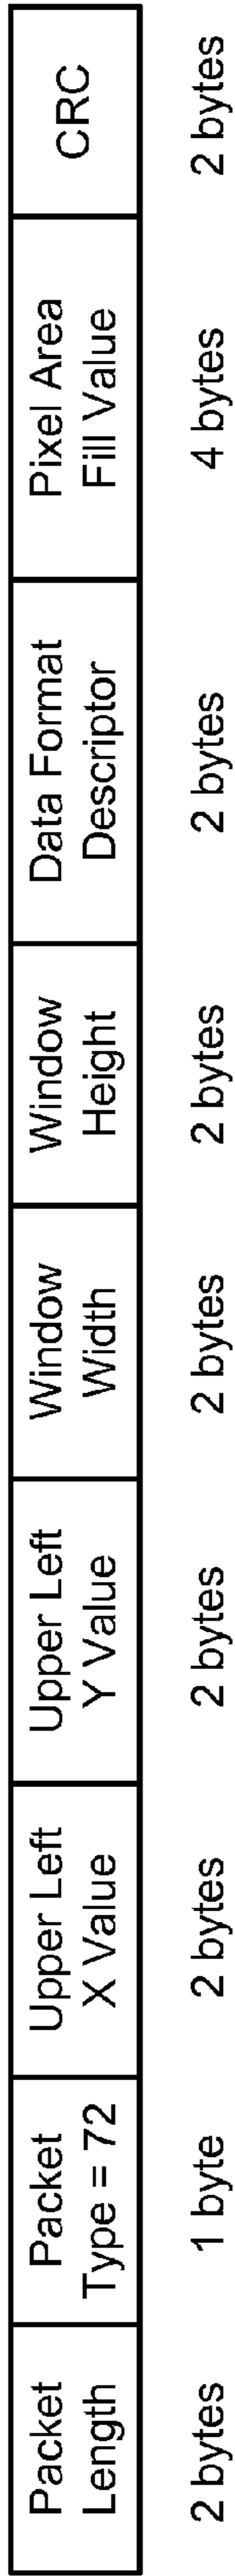 Packet
Length
Packet
Type = 72
Upper Left
X Value
Upper Left
Y Value
Window
Width
Window
Height
Data Format
Descriptor
Pixel Area
Fill Value
CRC
2 bytes
1 byte
2 bytes
2 bytes
2 bytes
2 bytes
2 bytes
4 bytes
2 bytes